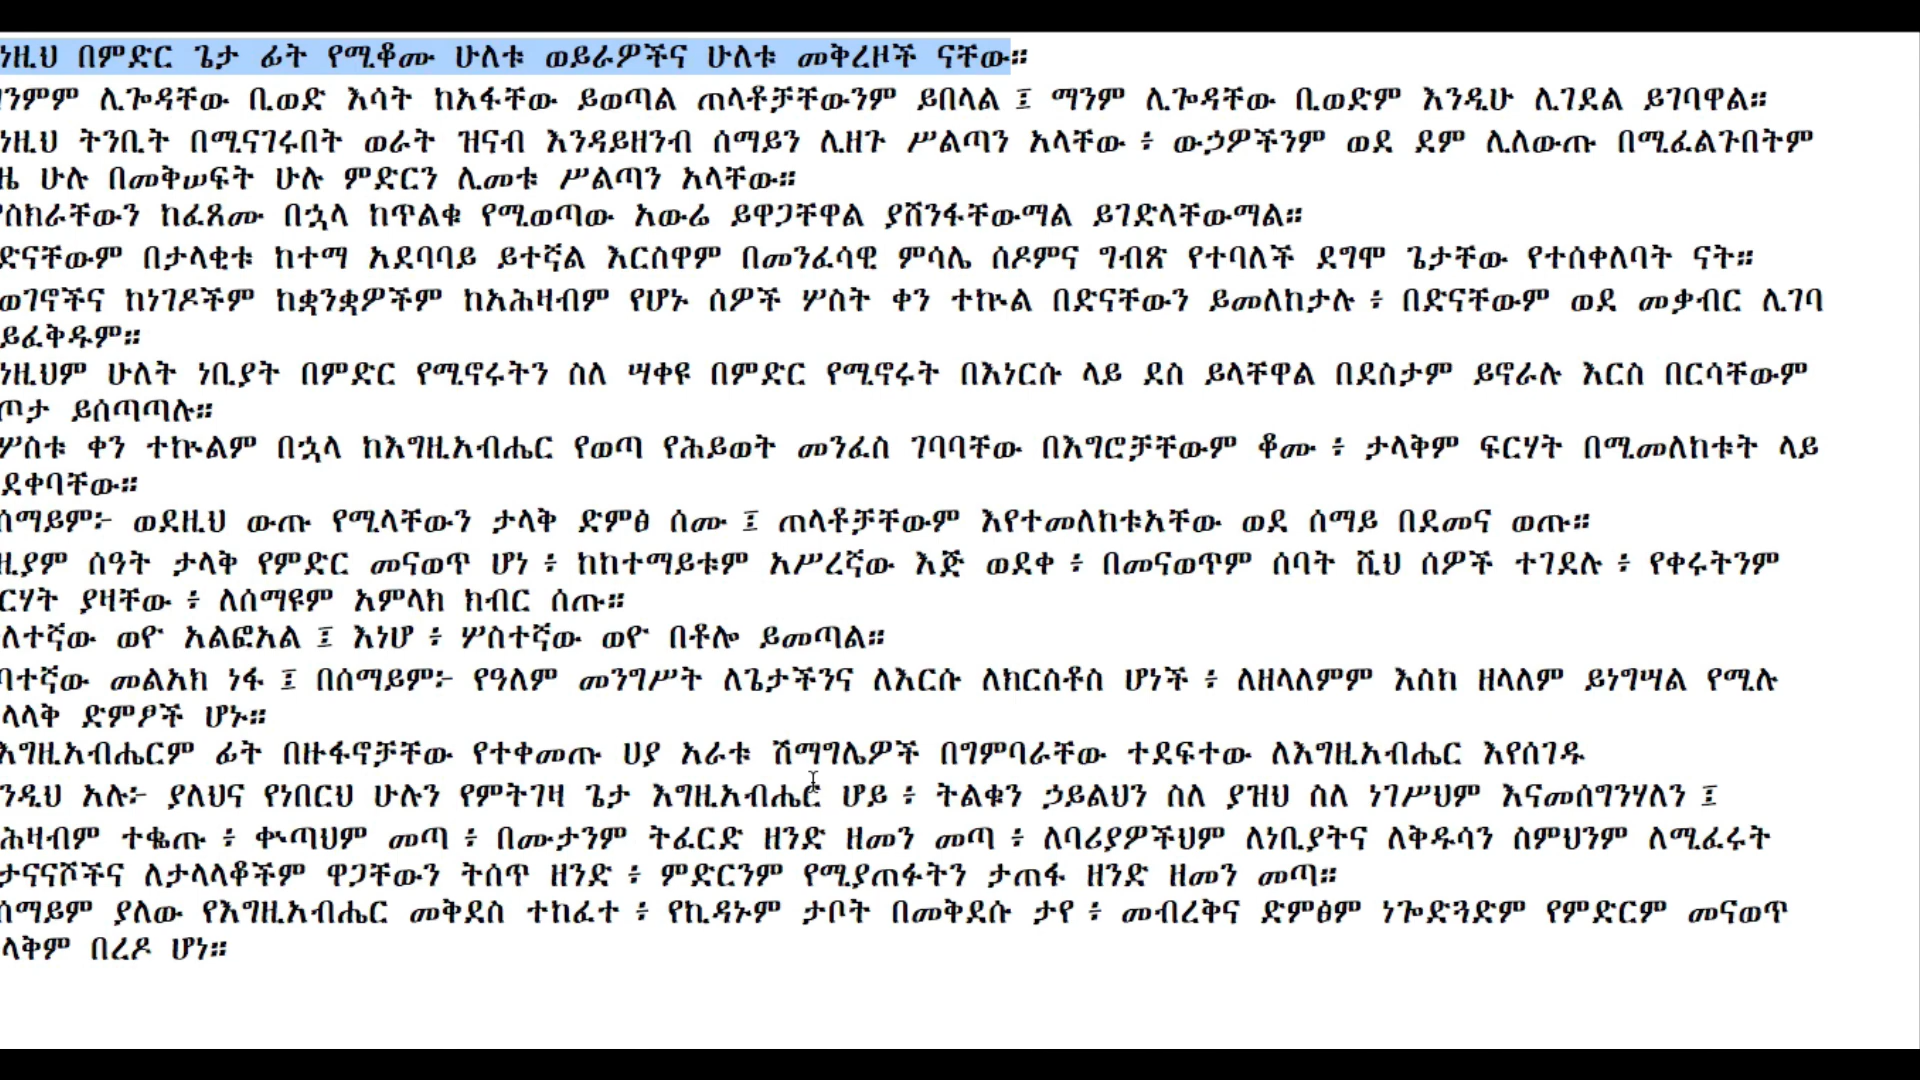 ነዚህ በምድር ጌታ ፊት የሚቆሙ ሁለቱ ወይራዎችና ሁለቱ መቅረዞች ናቸው።
ማንምም ሊጐዳቸው ቢወድ እሳት ከአፋቸው ይወጣል ጠላቶቻቸውንም ይበላል ፤ ማንም ሊጐዳቸው ቢወድም እንዲሁ ሊገደል ይገባዋል።
ነዚህ ትንቢት በሚናገሩበት ወራት ዝናብ እንዳይዘንብ ሰማይን ሊዘጉ ሥልጣን አላቸው ፥ ውኃዎችንም ወደ ደም ሊለውጡ በሚፈልጉበትም
ዜ ሁሉ በመቅሠፍት ሁሉ ምድርን ሊመቱ ሥልጣን አላቸው።
ስክራቸውን ከፈጸሙ በኋላ ከጥልቁ የሚወጣው አውሬ ይዋጋቸዋል ያሸንፋቸውማል ይገድላቸውማል።
ድናቸውም በታላቂቱ ከተማ አደባባይ ይተኛል እርስዋም በመንፈሳዊ ምሳሌ ሰዶምና ግብጽ የተባለች ደግሞ ጌታቸው የተሰቀለባት ናት።
ወገኖችና ከነገዶችም ከቋንቋዎችም ከአሕዛብም የሆኑ ሰዎች ሦስት ቀን ተኩል በድናቸውን ይመለከታሉ ፥ በድናቸውም ወደ መቃብር ሊገባ
ይፈቅዱም።
ነዚህም ሁለት ነቢያት በምድር የሚኖሩትን ስለ ሣቀዩ በምድር የሚኖሩት በእነርሱ ላይ ደስ ይላቸዋል በደስታም ይኖራሉ እርስ በርሳቸውም
ጦታ ይሰጣጣሉ።
ሦስቱ ቀን ተኩልም በኋላ ከእግዚአብሔር የወጣ የሕይወት መንፈስ ገባባቸው በእግሮቻቸውም ቆሙ ፥ ታላቅም ፍርሃት በሚመለከቱት ላይ
ደቀባቸው።
ሰማይም፦ ወደዚህ ውጡ የሚላቸውን ታላቅ ድምፅ ሰሙ ፤ ጠላቶቻቸውም እየተመለከቱአቸው ወደ ሰማይ በደመና ወጡ።
ዚያም ሰዓት ታላቅ የምድር መናወጥ ሆነ ፥ ከከተማይቱም አሥረኛው እጅ ወደቀ ፥ በመናወጥም ሰባት ሺህ ሰዎች ተገደሉ ፥ የቀሩትንም
ርሃት ያዛቸው ፥ ለሰማዩም አምላክ ክብር ሰጡ።
ለተኛው ወዮ አልፎአል ፤ እነሆ ፥ ሦስተኛው ወዮ በቶሎ ይመጣል።
ባተኛው መልአክ ነፋ ፤ በሰማይም፦ የዓለም መንግሥት ለጌታችንና ለእርሱ ለክርስቶስ ሆነች ፥ ለዘላለምም እስከ ዘላለም ይነግሣል የሚሉ
ላላቅ ድምፆች ሆኑ።
እግዚአብሔርም ፊት በዙፋኖቻቸው የተቀመጡ ሀያ አራቱ ሽማግሌዎች በግምባራቸው ተደፍተው ለእግዚአብሔር እየሰገዱ
ንዲህ አሉ፦ ያለህና የነበርህ ሁሉን የምትገዛ ጌታ እግዚአብሔር ሆይ ፥ ትልቁን ኃይልህን ስለ ያዝህ ስለ ነገሥህም እናመሰግንሃለን ፤
ሕዛብም ተቈጡ ፥ ቍጣህም መጣ ፥ በሙታንም ትፈርድ ዘንድ ዘመን መጣ ፥ ለባሪያዎችህም ለነቢያትና ለቅዱሳን ስምህንም ለሚፈሩት
ታናናሾችና ለታላላቆችም ዋጋቸውን ትሰጥ ዘንድ ፥ ምድርንም የሚያጠፉትን ታጠፋ ዘንድ ዘመን መጣ።
ሰማይም ያለው የእግዚአብሔር መቅደስ ተከፈተ ፥ የኪዳኑም ታቦት በመቅደሱ ታየ ፥ መብረቅና ድምፅም ነጐድጓድም የምድርም መናወጥ
ላቅም በረዶ ሆነ።